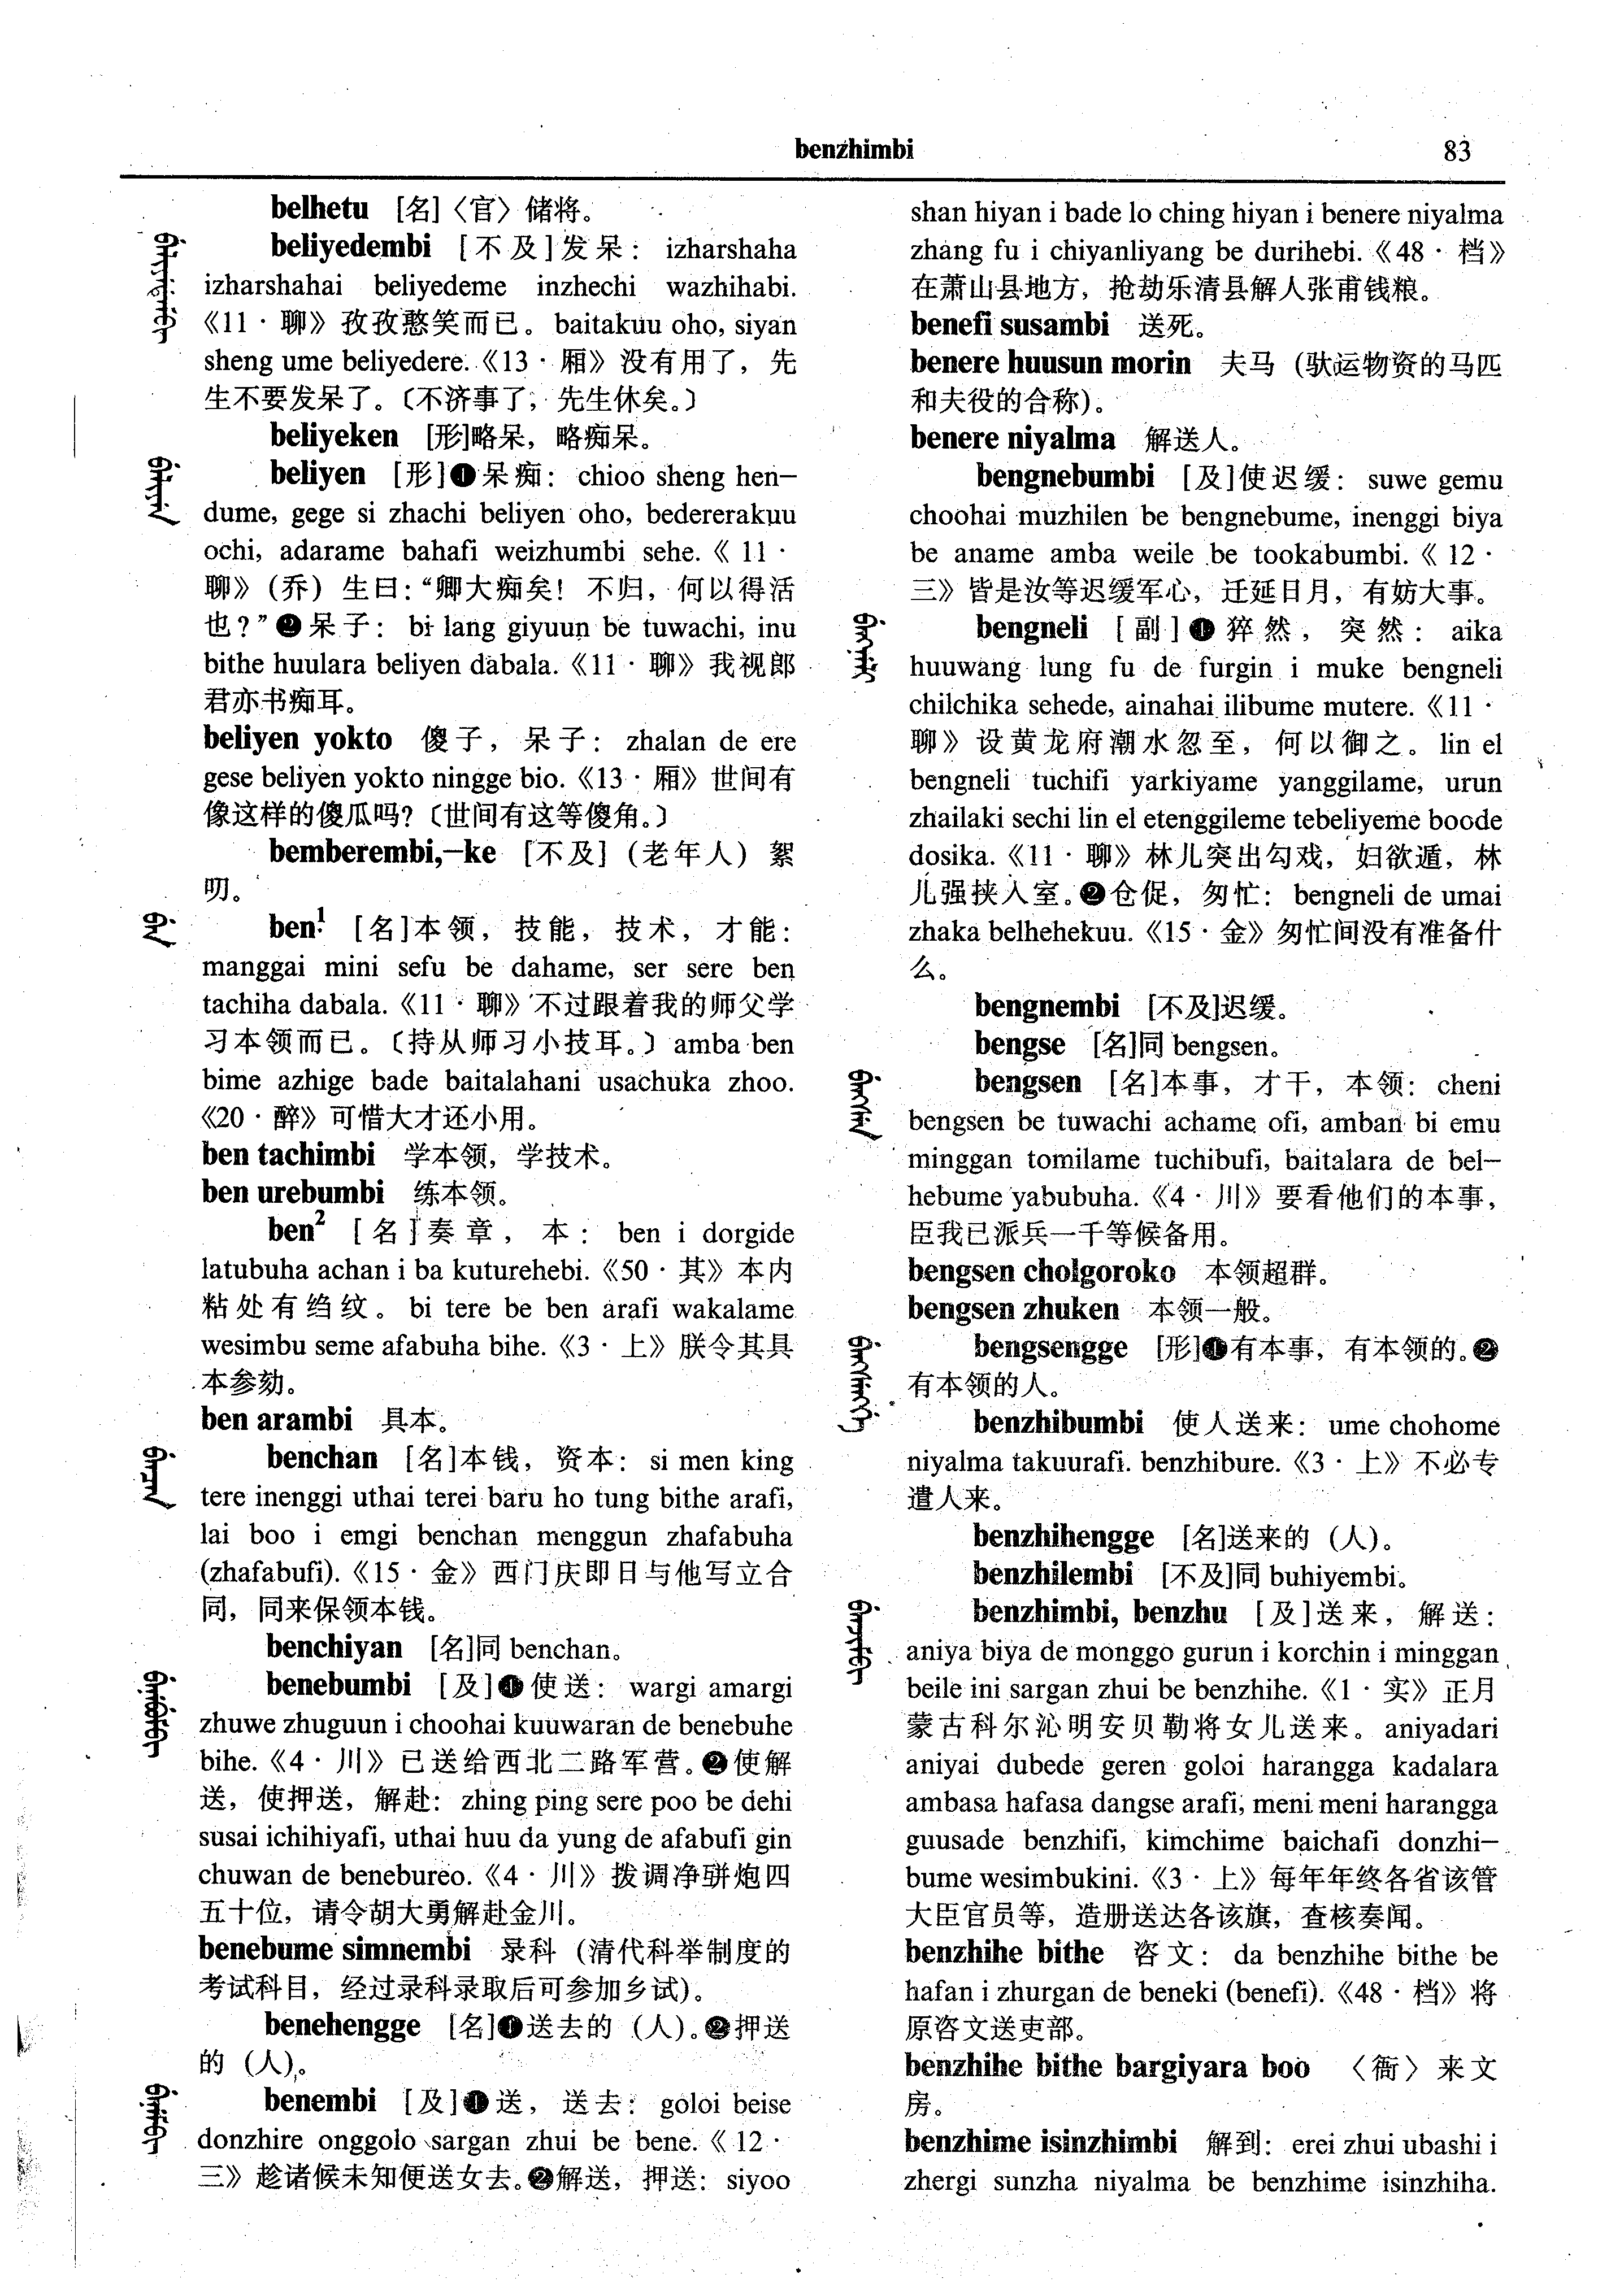 benzhimbi
83
belhetu [名]〈官〉储将。
beliyedembi [不及]发呆：izharshaha
izharshahai beliyedeme inzhechi wazhihabi.
《11·聊》孜孜憨笑而已。baitakuu oho, siyan
sheng ume beliyedere.《13·厢》没有用了，先
生不要发呆了。〔不济事了，先生休矣。〕
beliyeken [形]略呆，略痴呆。
beliyen [形]❶呆痴：chioo sheng hen-
dume, gege si zhachi beliyen oho, bedererakuu
ochi, adarame bahafi weizhumbi sehe.《11·
聊》（乔）生曰：“卿大痴矣！不归，何以得活
也？”❷呆子：bi lang giyuun be tuwachi, inu
bithe huulara beliyen dabala.《11·聊》我视郎
君亦书痴耳。
beliyen yokto 傻子，呆子：zhalan de ere
gese beliyen yokto ningge bio.《13·厢》世间有
像这样的傻瓜吗？〔世间有这等傻角。〕
bemberembi,-ke [不及]（老年人）絮
叨。
ben¹ [名]本领，技能，技术，才能：
manggai mini sefu be dahame, ser sere ben
tachiha dabala.《11·聊》不过跟着我的师父学
习本领而已。〔持从师习小技耳。〕amba ben
bime azhige bade baitalahani usachuka zhoo.
《20·醉》可惜大才还小用。
ben tachimbi 学本领，学技术。
ben urebumbi 练本领。
ben² [名]奏章，本：ben i dorgide
latubuha achan i ba kuturehebi.《50·其》本内
粘处有绉纹。bi tere be ben arafi wakalame
wesimbu seme afabuha bihe.《3·上》朕令其具
本参劾。
ben arambi 具本。
benchan [名]本钱，资本：si men king
tere inenggi uthai terei baru ho tung bithe arafi,
lai boo i emgi benchan menggun zhafabuha
(zhafabufi).《15·金》西门庆即日与他写立合
同，同来保领本钱。
benchiyan [名]同 benchan。
benebumbi [及]❶使送：wargi amargi
zhuwe zhuguun i choohai kuuwaran de benebuhe
bihe.《4·川》已送给西北二路军营。❷使解
送，使押送，解赴：zhing ping sere poo be dehi
susai ichihiyafi, uthai huu da yung de afabufi gin
chuwan de benebureo.《4·川》拨调净骈炮四
五十位，请令胡大勇解赴金川。
benebume simnembi 录科（清代科举制度的
考试科目，经过录科录取后可参加乡试）。
benehengge [名]❶送去的（人）。❷押送
的（人）。
benembi [及]❶送，送去：goloi beise
donzhire onggolo sargan zhui be bene.《12·
三》趁诸候未知便送女去。❷解送，押送：siyoo
shan hiyan i bade lo ching hiyan i benere niyalma
zhang fu i chiyanliyang be durihebi.《48·档》
在萧山县地方，抢劫乐清县解人张甫钱粮。
benefi susambi 送死。
benere huusun morin 夫马（驮运物资的马匹
和夫役的合称）。
benere niyalma 解送人。
bengnebumbi [及]使迟缓：suwe gemu
choohai muzhilen be bengnebume, inenggi biya
be aname amba weile be tookabumbi.《12·
三》皆是汝等迟缓军心，迁延日月，有妨大事。
bengneli [副]❶猝然，突然：aika
huuwang lung fu de furgin i muke bengneli
chilchika sehede, ainahai ilibume mutere.《11·
聊》设黄龙府潮水忽至，何以御之。lin el
bengneli tuchifi yarkiyame yanggilame, urun
zhailaki sechi lin el etenggileme tebeliyeme boode
dosika.《11·聊》林儿突出勾戏，妇欲遁，林
儿强挟入室。❷仓促，匆忙：bengneli de umai
zhaka belhehekuu.《15·金》匆忙间没有准备什
么。
bengnembi [不及]迟缓。
bengse [名]同 bengsen。
bengsen [名]本事，才干，本领：cheni
bengsen be tuwachi achame ofi, amban bi emu
minggan tomilame tuchibufi, baitalara de bel-
hebume yabubuha.《4·川》要看他们的本事，
臣我已派兵一千等候备用。
bengsen cholgoroko 本领超群。
bengsen zhuken 本领一般。
bengsengge [形]❶有本事，有本领的。❷
有本领的人。
benzhibumbi 使人送来：ume chohome
niyalma takuurafi. benzhibure.《3·上》不必专
遣人来。
benzhihengge [名]送来的（人）。
benzhilembi [不及]同 buhiyembi。
benzhimbi, benzhu [及]送来，解送：
aniya biya de monggo gurun i korchin i minggan
beile ini sargan zhui be benzhihe.《1·实》正月
蒙古科尔沁明安贝勒将女儿送来。aniyadari
aniyai dubede geren goloi harangga kadalara
ambasa hafasa dangse arafi, meni meni harangga
guusade benzhifi, kimchime baichafi donzhi-
bume wesimbukini.《3·上》每年年终各省该管
大臣官员等，造册送达各该旗，查核奏闻。
benzhihe bithe 咨文：da benzhihe bithe be
hafan i zhurgan de beneki (benefi).《48·档》将
原咨文送吏部。
benzhihe bithe bargiyara boo 〈衙〉来文
房。
benzhime isinzhimbi 解到：erei zhui ubashi i
zhergi sunzha niyalma be benzhime isinzhiha.